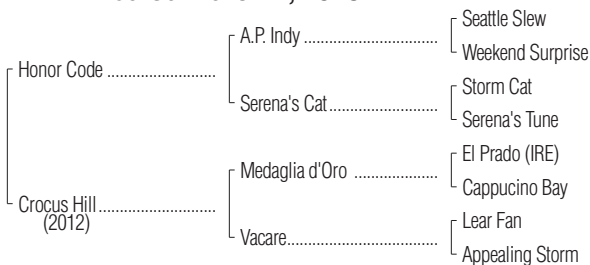 Seattle Slew
A.P. Indy ..................................
Weekend Surprise
Honor Code ...........................
Storm Cat
Serena's Cat...........................
Serena's Tune
El Prado (IRE)
Medaglia d'Oro .....................
Cappucino Bay
Crocus Hill.............................
(2012)
Lear Fan
Vacare.....................................
Appealing Storm